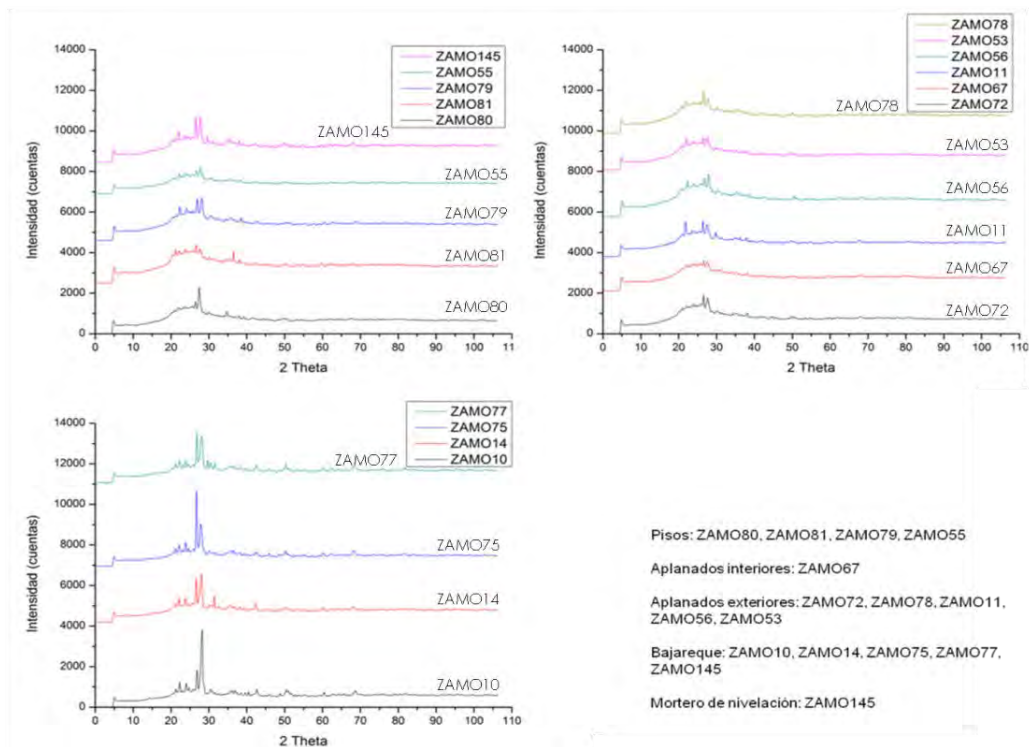 14000
12000
10000
8000
6000
4000
2000
0
Intensidad (cuentas)
ZAMO145
ZAMO55
ZAMO79
ZAMO81
ZAMO80
ZAMO145
ZAMO55
ZAMO79
ZAMO81
ZAMO80
0 10 20 30 40 50 60 70 80 90 100 11
2 Theta
14000
12000
10000
8000
6000
4000
2000
0
Intensidad (cuentas)
ZAMO78
ZAMO53
ZAMO56
ZAMO11
ZAMO67
ZAMO72
ZAMO78
ZAMO53
ZAMO56
ZAMO11
ZAMO67
ZAMO72
0 10 20 30 40 50 60 70 80 90 100 110
2 Theta
14000
12000
10000
8000
6000
4000
2000
0
Intensidad (cuentas)
ZAMO77
ZAMO75
ZAMO14
ZAMO10
ZAMO77
ZAMO75
ZAMO14
ZAMO10
0 10 20 30 40 50 60 70 80 90 100 110
2 Theta
Pisos: ZAMO80, ZAMO81, ZAMO79, ZAMO55
Aplanados interiores: ZAMO67
Aplanados exteriores: ZAMO72, ZAMO78, ZAMO11,
ZAMO56, ZAMO53
Bajareque: ZAMO10, ZAMO14, ZAMO75, ZAMO77,
ZAMO145
Mortero de nivelación: ZAMO145